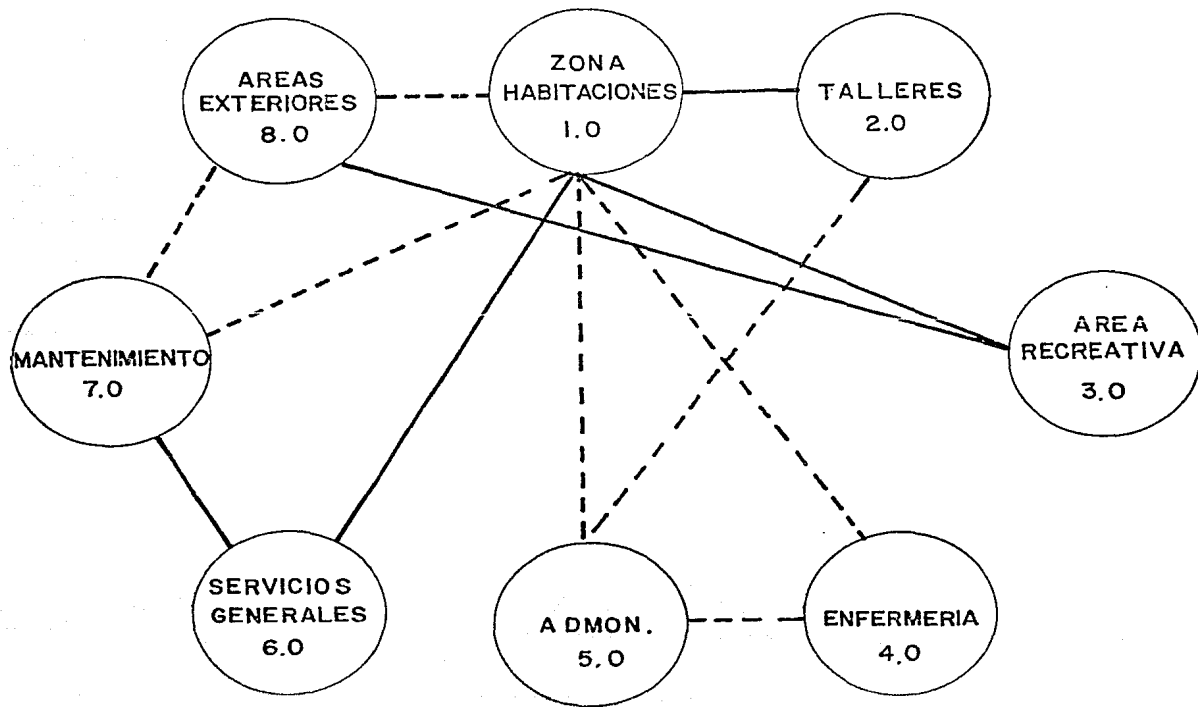 AREAS
EXTERIORES
8.0
ZONA
HABITACIONES
1.0
TALLERES
2.0
AREA
RECREATIVA
3.0
MANTENIMIENTO
7.0
SERVICIOS
GENERALES
6.0
ADMON.
5.0
ENFERMERIA
4.0